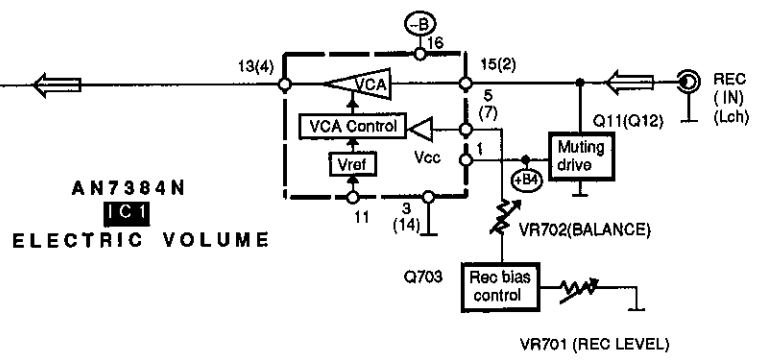 −B
16
13(4)
15(2)
REC
( IN)
(Lch)
VCA
5
(7)
Q11(Q12)
VCA Control
Vcc
1
Muting
drive
Vref
+B4
AN7384N
IC1
ELECTRIC VOLUME
11
3
(14)
VR702(BALANCE)
Q703
Rec bias
control
VR701 (REC LEVEL)